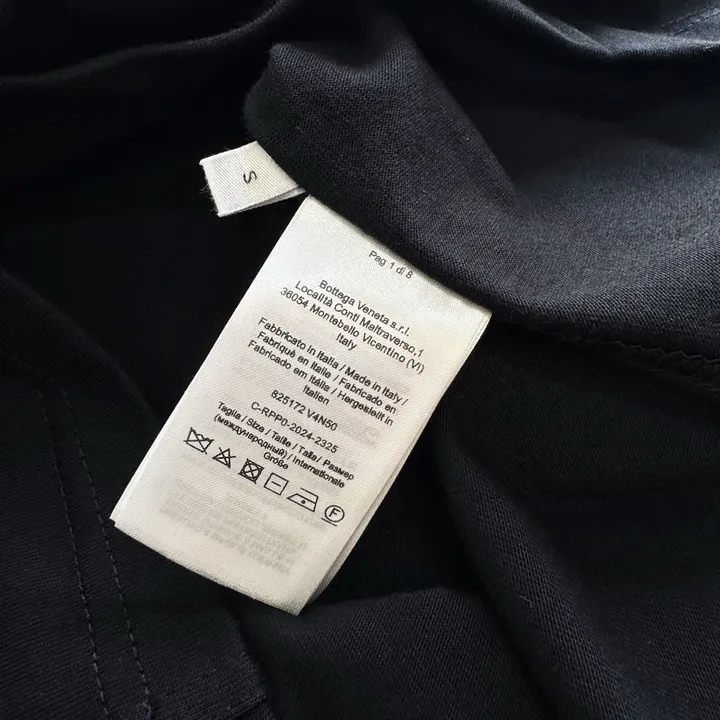 S
Pag 1 di 8
Bottega Veneta s.r.l.
Località Conti Maltraverso,1
36054 Montebello Vicentino (VI)
Italy
Fabbricato in Italia / Made in Italy /
Fabriqué en Italie / Fabricado en
Fabricado em Itália / Hergestellt in
Italien
825172 V4N50
C-RPP0-2024-2325
Taglia / Size / Taille / Talla/ Размер
(международный) / Internationale
Größe
F